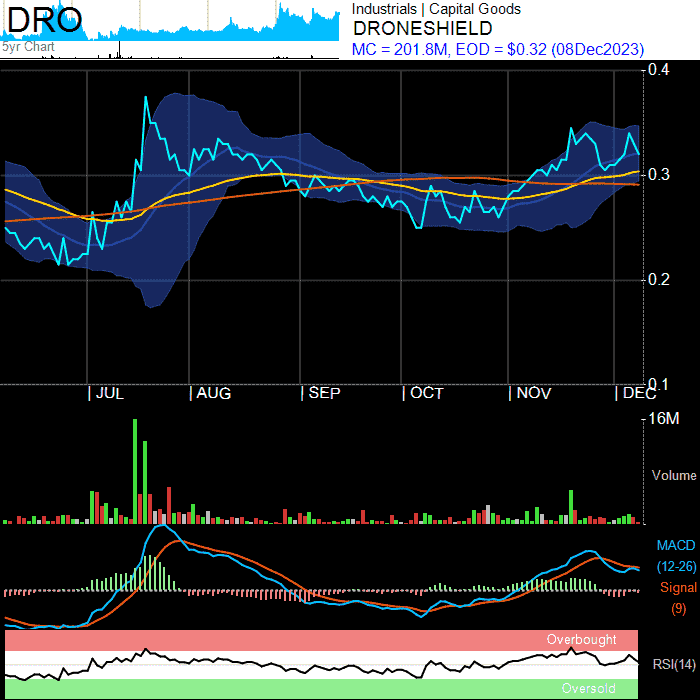 DRO
5yr Chart
Industrials | Capital Goods
DRONESHIELD
MC = 201.8M, EOD = $0.32 (08Dec2023)
0.4
0.3
0.2
0.1
| JUL | AUG | SEP | OCT | NOV | DEC
16M
Volume
MACD
(12-26)
Signal
(9)
Overbought
RSI(14)
Oversold